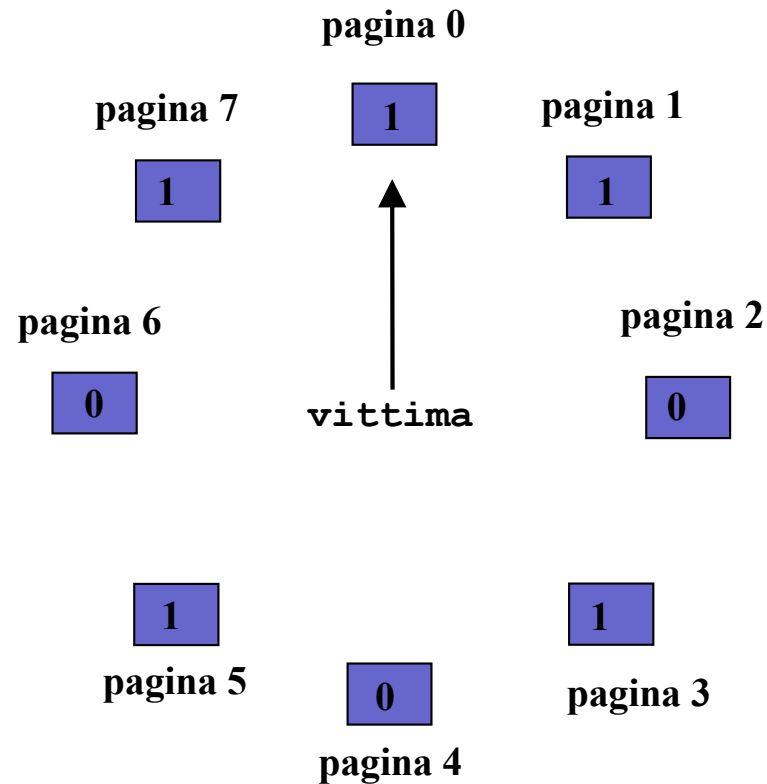 pagina 0
1
pagina 7
pagina 1
1
1
pagina 6
pagina 2
0
vittima
0
1
1
pagina 5
0
pagina 3
pagina 4